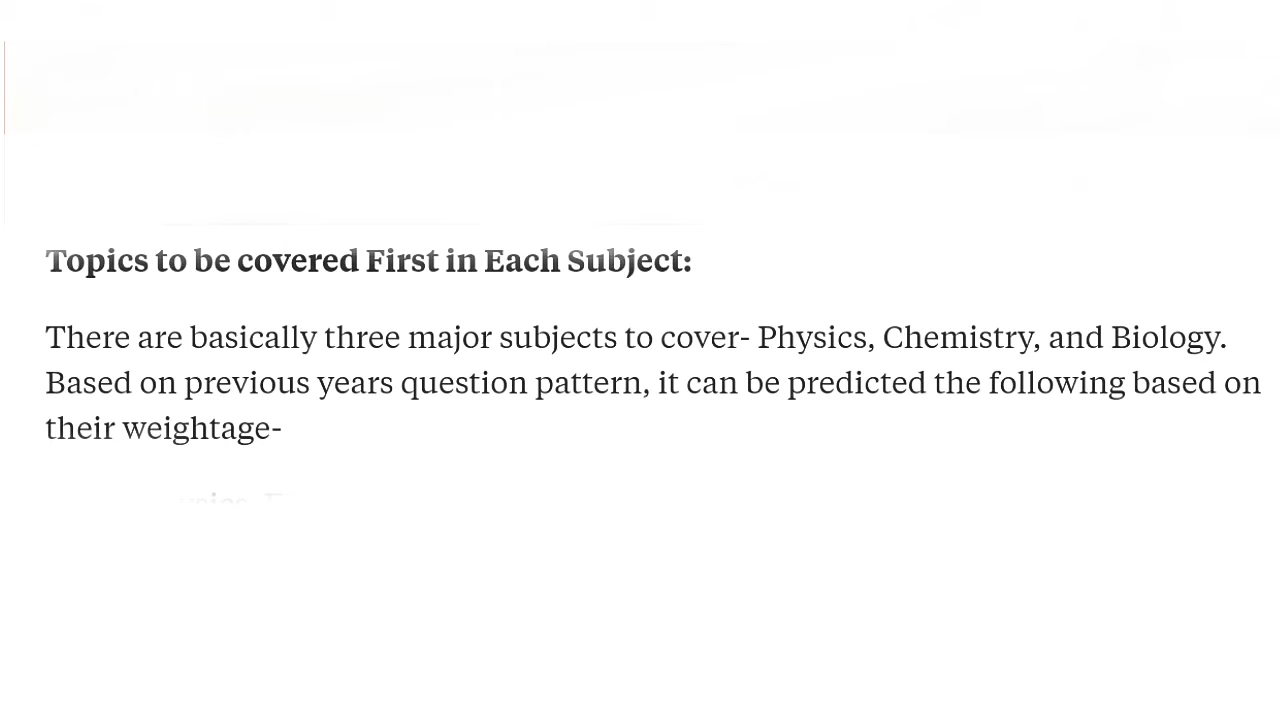 Topics to be covered First in Each Subject:
There are basically three major subjects to cover- Physics, Chemistry, and Biology.
Based on previous years question pattern, it can be predicted the following based on
their weightage-